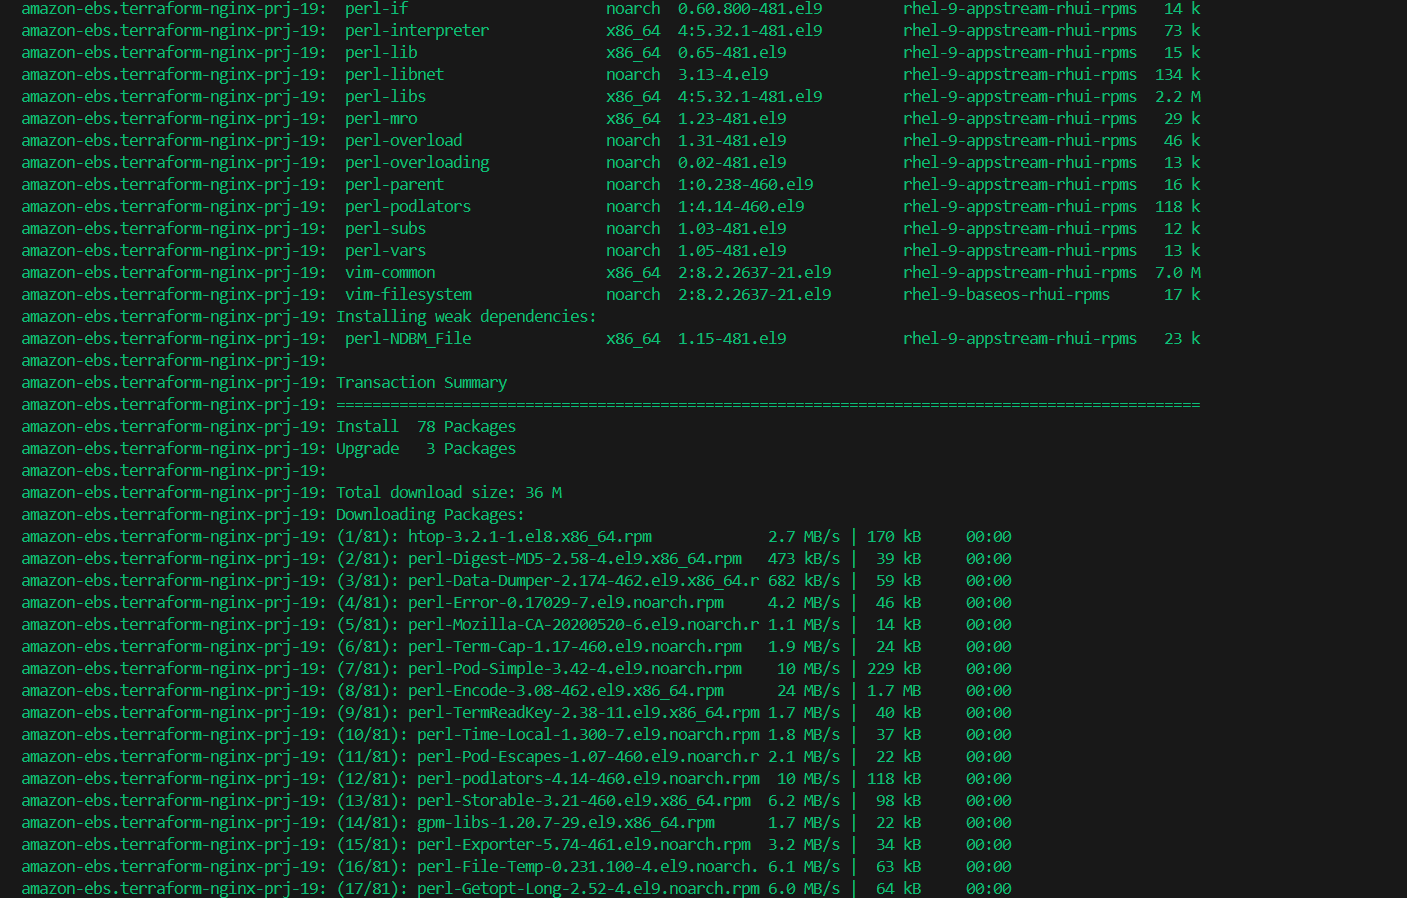 amazon-ebs.terraform-nginx-prj-19:  perl-if                      noarch  0.60.800-481.el9         rhel-9-appstream-rhui-rpms   14 k
amazon-ebs.terraform-nginx-prj-19:  perl-interpreter             x86_64  4:5.32.1-481.el9         rhel-9-appstream-rhui-rpms   73 k
amazon-ebs.terraform-nginx-prj-19:  perl-lib                     x86_64  0.65-481.el9             rhel-9-appstream-rhui-rpms   15 k
amazon-ebs.terraform-nginx-prj-19:  perl-libnet                  noarch  3.13-4.el9               rhel-9-appstream-rhui-rpms  134 k
amazon-ebs.terraform-nginx-prj-19:  perl-libs                    x86_64  4:5.32.1-481.el9         rhel-9-appstream-rhui-rpms  2.2 M
amazon-ebs.terraform-nginx-prj-19:  perl-mro                     x86_64  1.23-481.el9             rhel-9-appstream-rhui-rpms   29 k
amazon-ebs.terraform-nginx-prj-19:  perl-overload                noarch  1.31-481.el9             rhel-9-appstream-rhui-rpms   46 k
amazon-ebs.terraform-nginx-prj-19:  perl-overloading             noarch  0.02-481.el9             rhel-9-appstream-rhui-rpms   13 k
amazon-ebs.terraform-nginx-prj-19:  perl-parent                  noarch  1:0.238-460.el9          rhel-9-appstream-rhui-rpms   16 k
amazon-ebs.terraform-nginx-prj-19:  perl-podlators               noarch  1:4.14-460.el9           rhel-9-appstream-rhui-rpms  118 k
amazon-ebs.terraform-nginx-prj-19:  perl-subs                    noarch  1.03-481.el9             rhel-9-appstream-rhui-rpms   12 k
amazon-ebs.terraform-nginx-prj-19:  perl-vars                    noarch  1.05-481.el9             rhel-9-appstream-rhui-rpms   13 k
amazon-ebs.terraform-nginx-prj-19:  vim-common                   x86_64  2:8.2.2637-21.el9        rhel-9-appstream-rhui-rpms  7.0 M
amazon-ebs.terraform-nginx-prj-19:  vim-filesystem               noarch  2:8.2.2637-21.el9        rhel-9-baseos-rhui-rpms      17 k
amazon-ebs.terraform-nginx-prj-19: Installing weak dependencies:
amazon-ebs.terraform-nginx-prj-19:  perl-NDBM_File               x86_64  1.15-481.el9             rhel-9-appstream-rhui-rpms   23 k
amazon-ebs.terraform-nginx-prj-19:
amazon-ebs.terraform-nginx-prj-19: Transaction Summary
amazon-ebs.terraform-nginx-prj-19: ================================================================================================
amazon-ebs.terraform-nginx-prj-19: Install  78 Packages
amazon-ebs.terraform-nginx-prj-19: Upgrade   3 Packages
amazon-ebs.terraform-nginx-prj-19:
amazon-ebs.terraform-nginx-prj-19: Total download size: 36 M
amazon-ebs.terraform-nginx-prj-19: Downloading Packages:
amazon-ebs.terraform-nginx-prj-19: (1/81): htop-3.2.1-1.el8.x86_64.rpm             2.7 MB/s | 170 kB     00:00
amazon-ebs.terraform-nginx-prj-19: (2/81): perl-Digest-MD5-2.58-4.el9.x86_64.rpm   473 kB/s |  39 kB     00:00
amazon-ebs.terraform-nginx-prj-19: (3/81): perl-Data-Dumper-2.174-462.el9.x86_64.r 682 kB/s |  59 kB     00:00
amazon-ebs.terraform-nginx-prj-19: (4/81): perl-Error-0.17029-7.el9.noarch.rpm     4.2 MB/s |  46 kB     00:00
amazon-ebs.terraform-nginx-prj-19: (5/81): perl-Mozilla-CA-20200520-6.el9.noarch.r 1.1 MB/s |  14 kB     00:00
amazon-ebs.terraform-nginx-prj-19: (6/81): perl-Term-Cap-1.17-460.el9.noarch.rpm   1.9 MB/s |  24 kB     00:00
amazon-ebs.terraform-nginx-prj-19: (7/81): perl-Pod-Simple-3.42-4.el9.noarch.rpm    10 MB/s | 229 kB     00:00
amazon-ebs.terraform-nginx-prj-19: (8/81): perl-Encode-3.08-462.el9.x86_64.rpm      24 MB/s | 1.7 MB     00:00
amazon-ebs.terraform-nginx-prj-19: (9/81): perl-TermReadKey-2.38-11.el9.x86_64.rpm 1.7 MB/s |  40 kB     00:00
amazon-ebs.terraform-nginx-prj-19: (10/81): perl-Time-Local-1.300-7.el9.noarch.rpm 1.8 MB/s |  37 kB     00:00
amazon-ebs.terraform-nginx-prj-19: (11/81): perl-Pod-Escapes-1.07-460.el9.noarch.r 2.1 MB/s |  22 kB     00:00
amazon-ebs.terraform-nginx-prj-19: (12/81): perl-podlators-4.14-460.el9.noarch.rpm  10 MB/s | 118 kB     00:00
amazon-ebs.terraform-nginx-prj-19: (13/81): perl-Storable-3.21-460.el9.x86_64.rpm  6.2 MB/s |  98 kB     00:00
amazon-ebs.terraform-nginx-prj-19: (14/81): gpm-libs-1.20.7-29.el9.x86_64.rpm      1.7 MB/s |  22 kB     00:00
amazon-ebs.terraform-nginx-prj-19: (15/81): perl-Exporter-5.74-461.el9.noarch.rpm  3.2 MB/s |  34 kB     00:00
amazon-ebs.terraform-nginx-prj-19: (16/81): perl-File-Temp-0.231.100-4.el9.noarch. 6.1 MB/s |  63 kB     00:00
amazon-ebs.terraform-nginx-prj-19: (17/81): perl-Getopt-Long-2.52-4.el9.noarch.rpm 6.0 MB/s |  64 kB     00:00